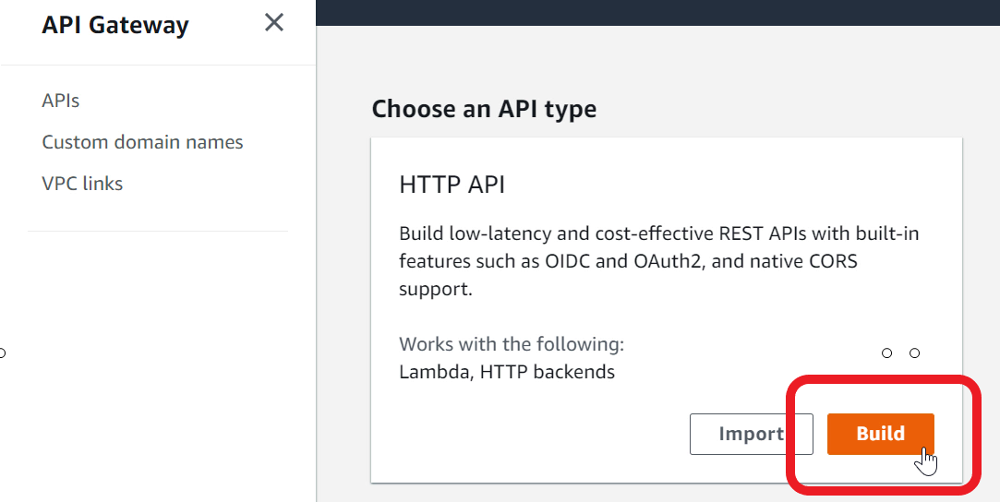 API Gateway
APIs
Custom domain names
VPC links
Choose an API type
HTTP API
Build low-latency and cost-effective REST APIs with built-in
features such as OIDC and OAuth2, and native CORS
support.
Works with the following:
Lambda, HTTP backends
Import
Build